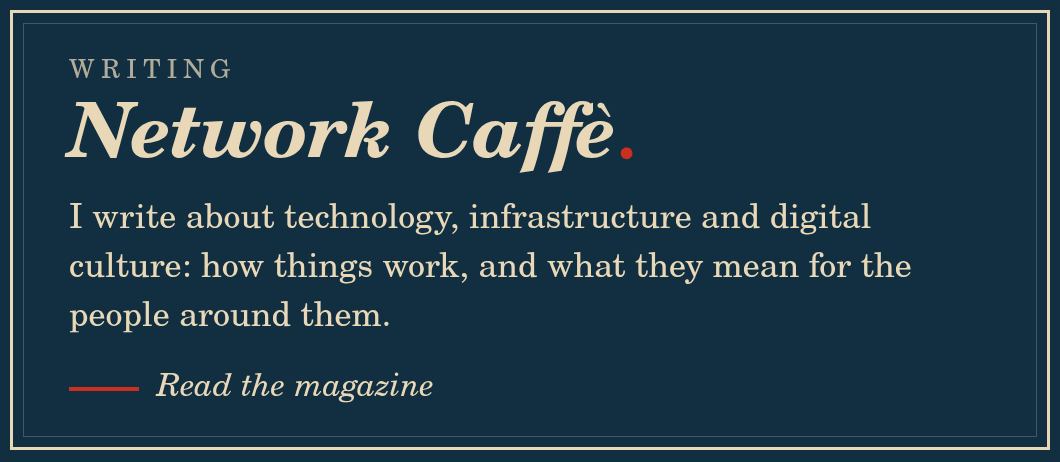 WRITING
Network Caffè.
I write about technology, infrastructure and digital
culture: how things work, and what they mean for the
people around them.
Read the magazine